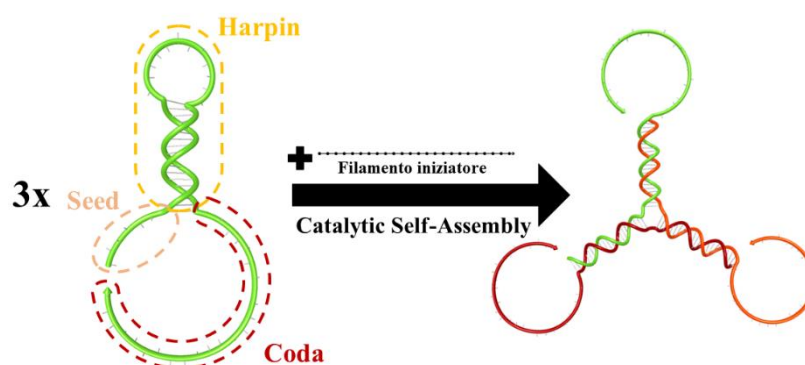 Harpin
3x
Seed
Filamento iniziatore
Catalytic Self-Assembly
Coda